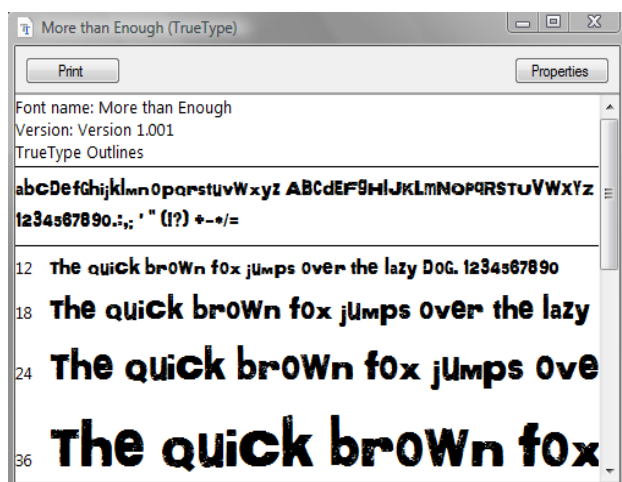 More than Enough (TrueType)
Print Properties
Font name: More than Enough
Version: Version 1.001
TrueType Outlines
abCDefGhijklMnopqrstuvWxyz ABCdEF9HIJKLmNOPQRSTUVWXYZ
1234567890.:,; ' " (!?) +-*/=
12 The quiCk broWn fox jUMps over the lazy DOG. 1234567890
18 The quiCk broWn fox jUMps over the lazy
24 The quiCk broWn fox jUMps ove
36 The quiCk broWn fox